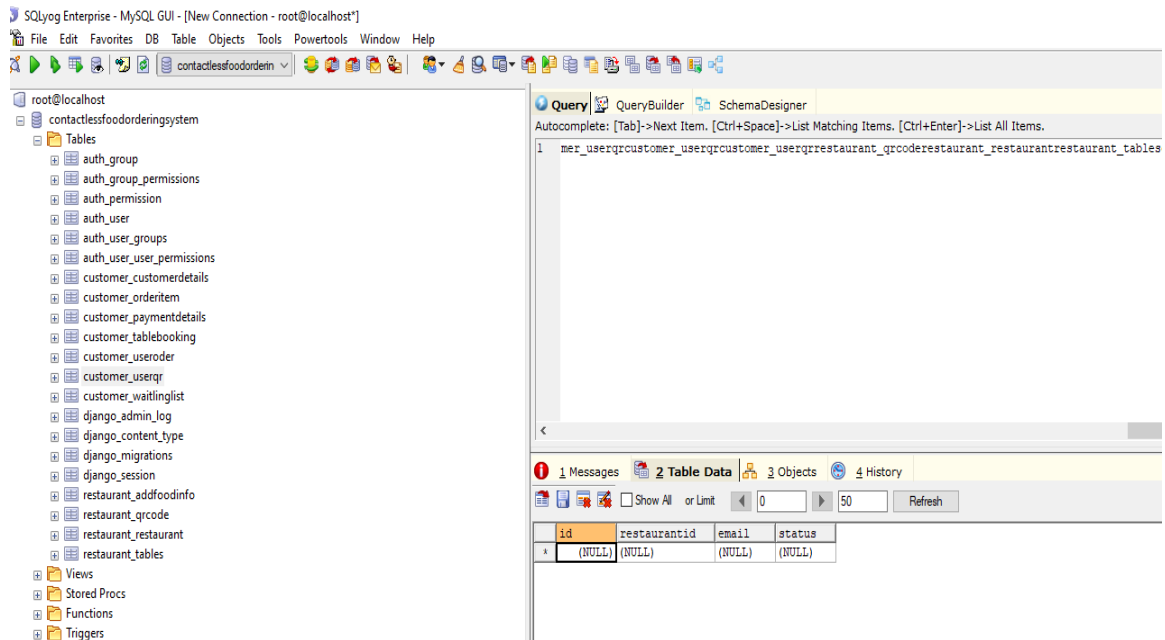 SQLyog Enterprise - MySQL GUI - [New Connection - root@localhost*]
File Edit Favorites DB Table Objects Tools Powertools Window Help
contactlessfoodorderin
root@localhost
contactlessfoodorderingsystem
Tables
auth_group
auth_group_permissions
auth_permission
auth_user
auth_user_groups
auth_user_user_permissions
customer_customerdetails
customer_orderitem
customer_paymentdetails
customer_tablebooking
customer_useroder
customer_userqr
customer_waitlinglist
django_admin_log
django_content_type
django_migrations
django_session
restaurant_addfoodinfo
restaurant_qrcode
restaurant_restaurant
restaurant_tables
Views
Stored Procs
Functions
Triggers
Query QueryBuilder SchemaDesigner
Autocomplete: [Tab]->Next Item. [Ctrl+Space]->List Matching Items. [Ctrl+Enter]->List All Items.
1 mer_userqrcustomer_userqrcustomer_userqrrestaurant_qrcoderestaurant_restaurantrestaurant_tables
1 Messages 2 Table Data 3 Objects 4 History
Show All or Limit 0 50 Refresh
id restaurantid email status
* (NULL) (NULL) (NULL) (NULL)